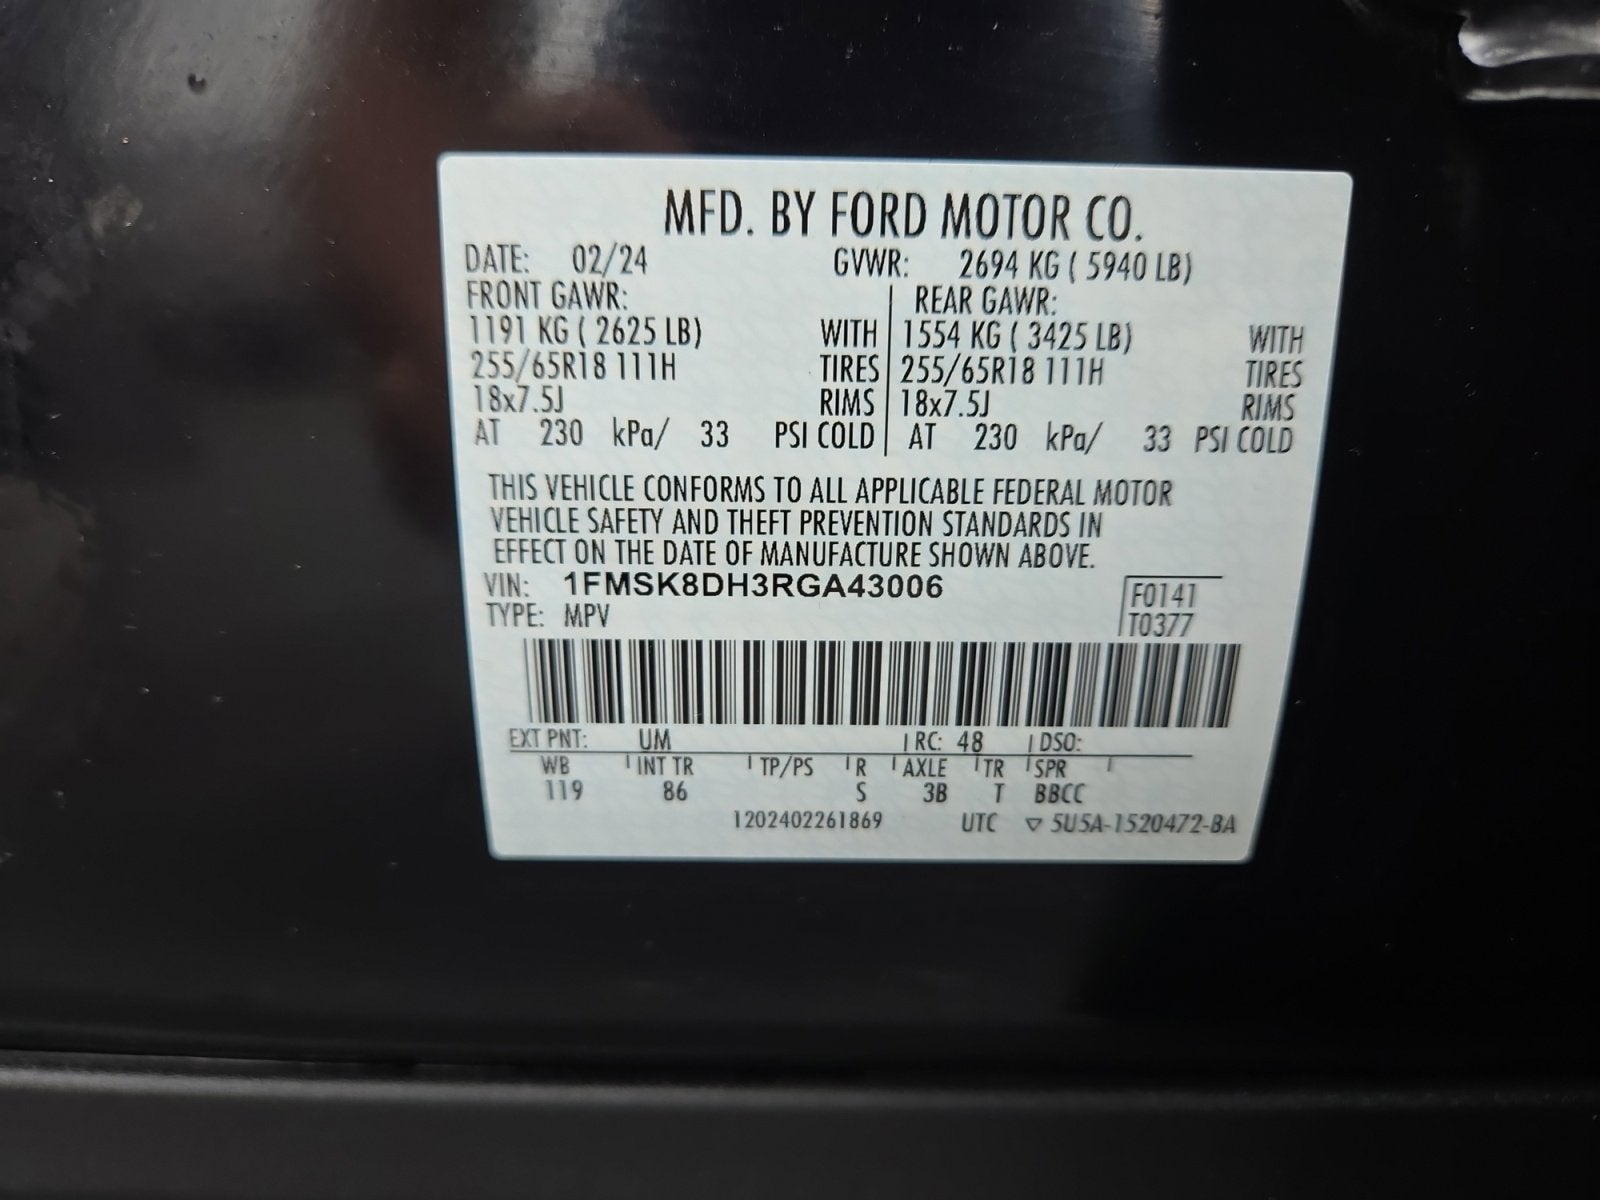 MFD. BY FORD MOTOR CO.
DATE: 02/24 GVWR: 2694 KG ( 5940 LB)
FRONT GAWR: REAR GAWR:
1191 KG ( 2625 LB) WITH 1554 KG ( 3425 LB) WITH
255/65R18 111H TIRES 255/65R18 111H TIRES
18x7.5J RIMS 18x7.5J RIMS
AT 230 kPa/ 33 PSI COLD AT 230 kPa/ 33 PSI COLD
THIS VEHICLE CONFORMS TO ALL APPLICABLE FEDERAL MOTOR
VEHICLE SAFETY AND THEFT PREVENTION STANDARDS IN
EFFECT ON THE DATE OF MANUFACTURE SHOWN ABOVE.
VIN: 1FMSK8DH3RGA43006 F0141
TYPE: MPV T0377
EXT PNT: UM RC: 48 DSO:
WB INT TR TP/PS R AXLE TR SPR
119 86 S 3B T BBCC
1202402261869 UTC ▽ 5U5A-1520472-BA